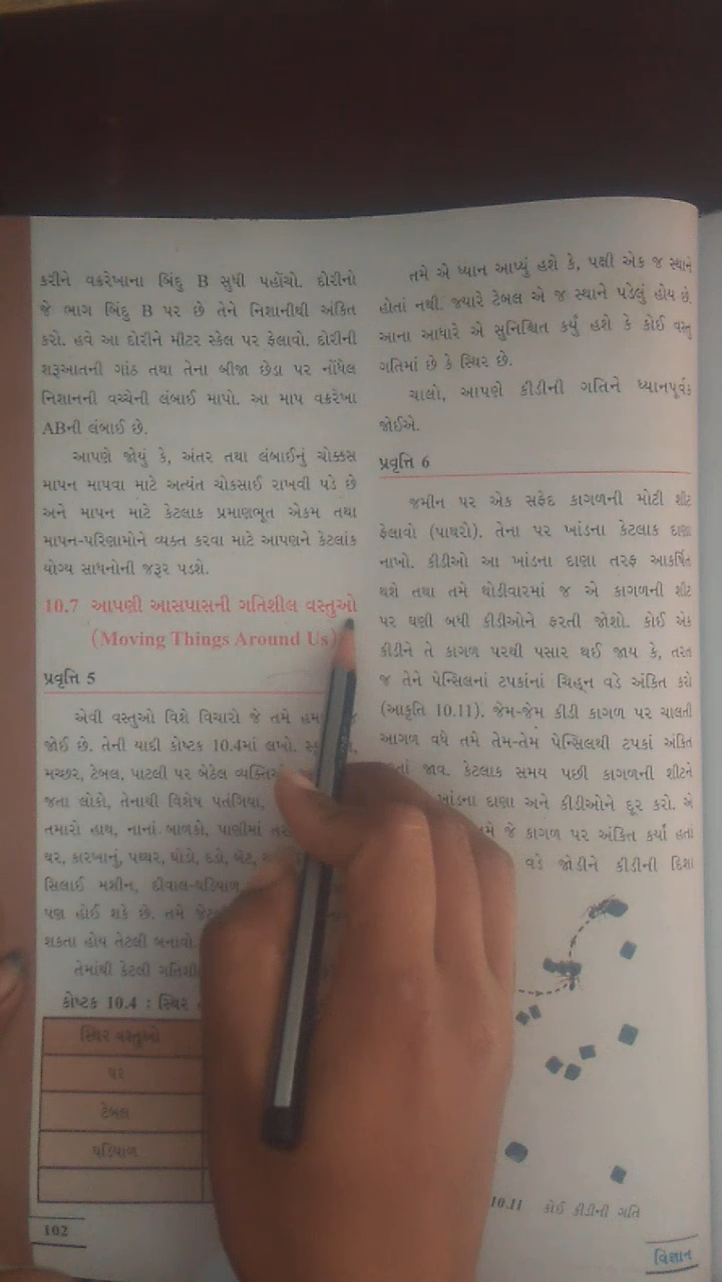 કરીને વક્રરેખાના બિંદુ B સુધી પહોંચો. દોરીનો
જે ભાગ બિંદુ B પર છે તેને નિશાનીથી અંકિત
કરો. હવે આ દોરીને મીટર સ્કેલ પર ફેલાવો. દોરીની
શરૂઆતની ગાંઠ તથા તેના બીજા છેડા પર નોંધેલ
નિશાનની વચ્ચેની લંબાઈ માપો. આ માપ વક્રરેખા
ABની લંબાઈ છે.
આપણે જોયું કે, અંતર તથા લંબાઈનું ચોક્કસ
માપન માપવા માટે અત્યંત ચોકસાઈ રાખવી પડે છે
અને માપન માટે કેટલાક પ્રમાણભૂત એકમ તથા
માપન-પરિણામોને વ્યક્ત કરવા માટે આપણને કેટલાંક
યોગ્ય સાધનોની જરૂર પડશે.
10.7 આપણી આસપાસની ગતિશીલ વસ્તુઓ
(Moving Things Around Us)
પ્રવૃત્તિ 5
એવી વસ્તુઓ વિશે વિચારો જે તમે
જોઈ છે. તેની યાદી કોષ્ટક 10.4માં લખો.
મચ્છર, ટેબલ, પાટલી પર બેઠેલ
જતા લોકો, તેનાથી વિશેષ પતંગિયા,
તમારો હાથ, નાનાં બાળકો, પાણીમાં
ઘર, કારખાનું, પથ્થર, ઘોડો, દડો, બેટ,
સિલાઈ મશીન, દીવાલ-ઘડિયાળ
પણ હોઈ શકે છે. તમે
શકતા હોય તેટલી બનાવો.
તેમાંથી કેટલી
કોષ્ટક 10.4 : સ્થિર
સ્થિર વસ્તુઓ
ઘર
ટેબલ
ઘડિયાળ
102
તમે એ ધ્યાન આપ્યું હશે કે, પક્ષી એક જ સ્થાને
હોતાં નથી. જ્યારે ટેબલ એ જ સ્થાને પડેલું હોય છે.
આના આધારે એ સુનિશ્ચિત કર્યું હશે કે કોઈ વસ્તુ
ગતિમાં છે કે સ્થિર છે.
ચાલો, આપણે કીડીની ગતિને ધ્યાનપૂર્વક
જોઈએ.
પ્રવૃત્તિ 6
જમીન પર એક સફેદ કાગળની મોટી શીટ
ફેલાવો (પાથરો). તેના પર ખાંડના કેટલાક દાણા
નાખો. કીડીઓ આ ખાંડના દાણા તરફ આકર્ષિત
થશે તથા તમે થોડીવારમાં જ એ કાગળની શીટ
પર ઘણી બધી કીડીઓને ફરતી જોશો. કોઈ એક
કીડીને તે કાગળ પરથી પસાર થઈ જાય કે, તરત
જ તેને પેન્સિલનાં ટપકાંનાં ચિહ્ન વડે અંકિત કરો
(આકૃતિ 10.11). જેમ-જેમ કીડી કાગળ પર ચાલતી
આગળ વધે તમે તેમ-તેમ પેન્સિલથી ટપકાં અંકિત
જાવ. કેટલાક સમય પછી કાગળની શીટને
ખાંડના દાણા અને કીડીઓને દૂર કરો. એ
જે કાગળ પર અંકિત કર્યાં હતાં
વડે જોડીને કીડીની દિશા
10.11 કોઈ કીડીની ગતિ
વિજ્ઞાન